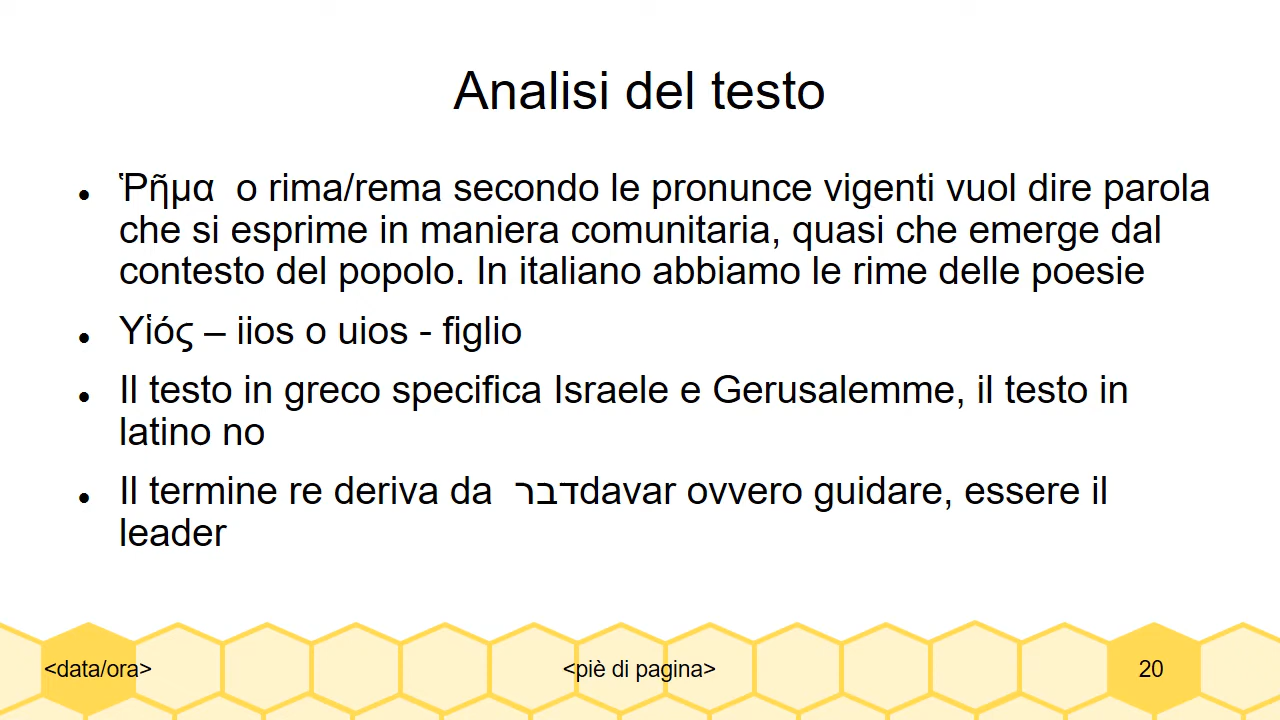 Analisi del testo
Ῥῆμα o rima/rema secondo le pronunce vigenti vuol dire parola
che si esprime in maniera comunitaria, quasi che emerge dal
contesto del popolo. In italiano abbiamo le rime delle poesie
Υἱός – iios o uios - figlio
Il testo in greco specifica Israele e Gerusalemme, il testo in
latino no
Il termine re deriva da דברdavar ovvero guidare, essere il
leader
<data/ora>
<piè di pagina>
20